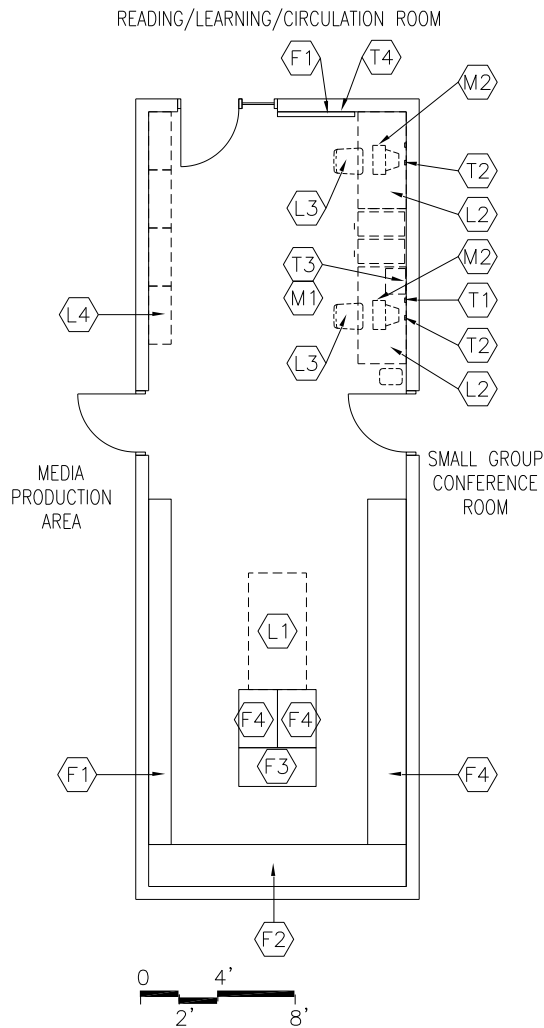 READING/LEARNING/CIRCULATION ROOM
F1
T4
M2
T2
L3
L2
M2
T3
M1
T1
L4
T2
L3
L2
MEDIA
PRODUCTION
AREA
SMALL GROUP
CONFERENCE
ROOM
L1
F4
F4
F3
F1
F4
F2
0
4'
2'
8'